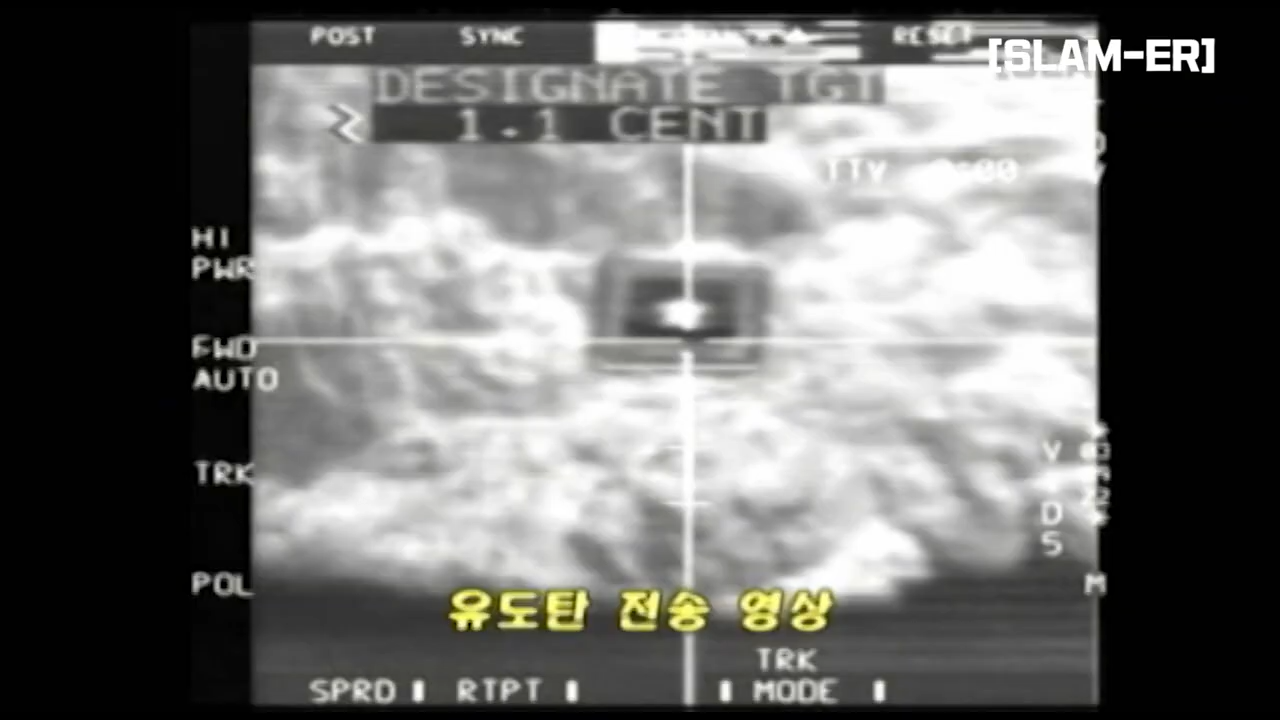 POST SYNC RESET
[SLAM-ER]
DESIGNATE TGT
1.1 CENT
HI
PWR
FWD
AUTO
TRK
V
D
S
POL M
유도탄 전송 영상
TRK
SPRD RTPT MODE